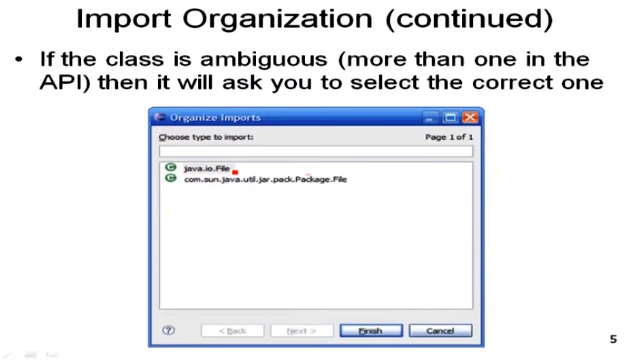 Import Organization (continued)
• If the class is ambiguous (more than one in the
API) then it will ask you to select the correct one
Organize Imports
Choose type to import:
Page 1 of 1
java.io.File
com.sun.java.util.jar.pack.Package.File
< Back
Next >
Finish
Cancel
5